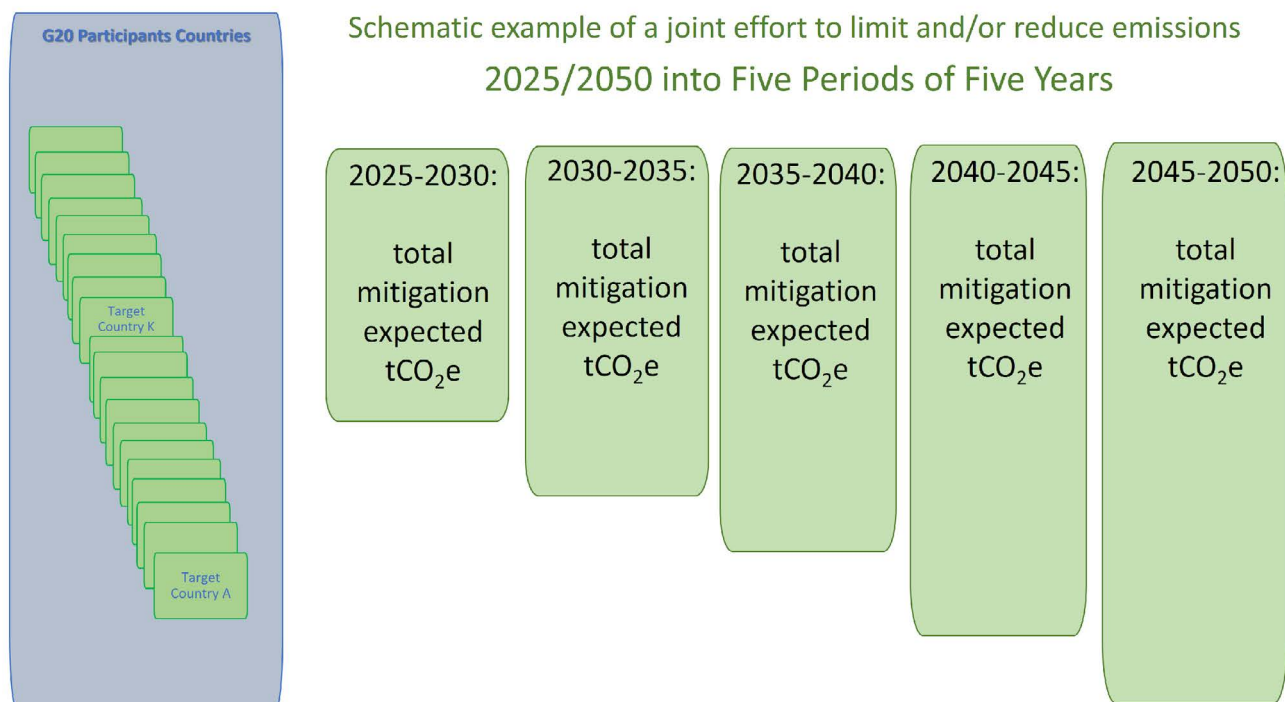 G20 Participants Countries
Target
Country K
Target
Country A
Schematic example of a joint effort to limit and/or reduce emissions
2025/2050 into Five Periods of Five Years
2025-2030:
total
mitigation
expected
tCO₂e
2030-2035:
total
mitigation
expected
tCO₂e
2035-2040:
total
mitigation
expected
tCO₂e
2040-2045:
total
mitigation
expected
tCO₂e
2045-2050:
total
mitigation
expected
tCO₂e